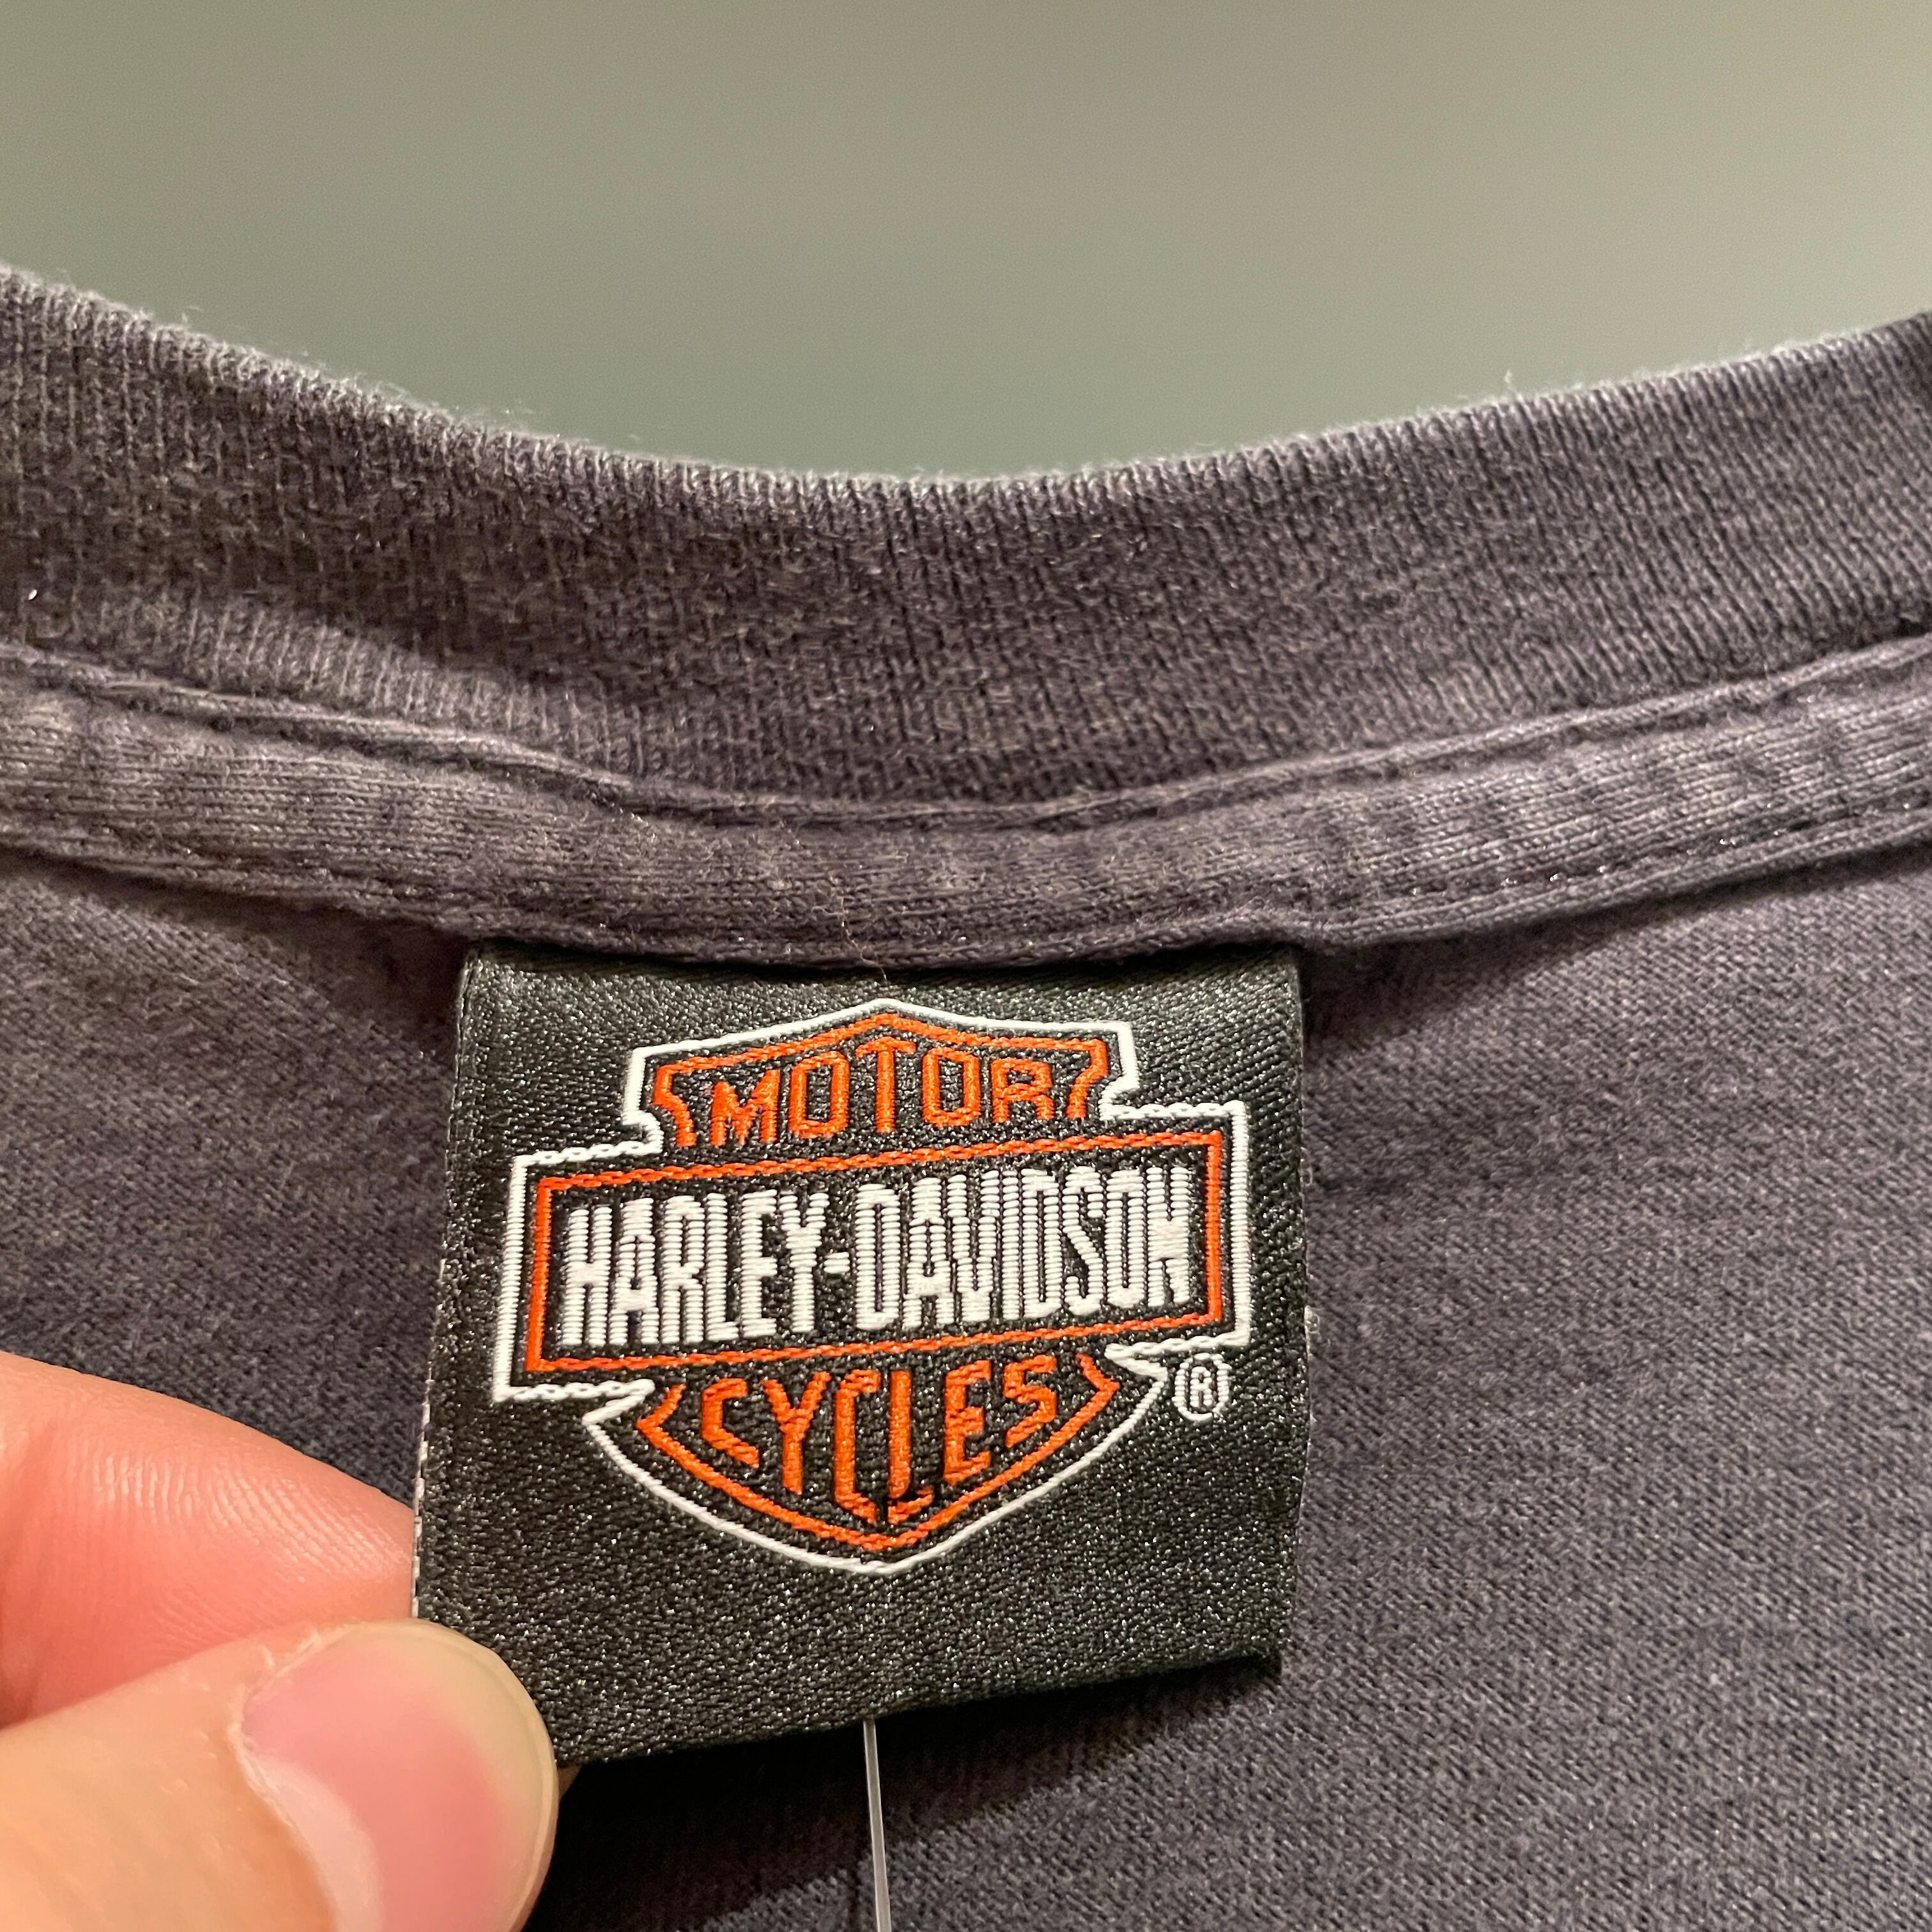 MOTOR
HARLEY-DAVIDSON
CYCLES
®